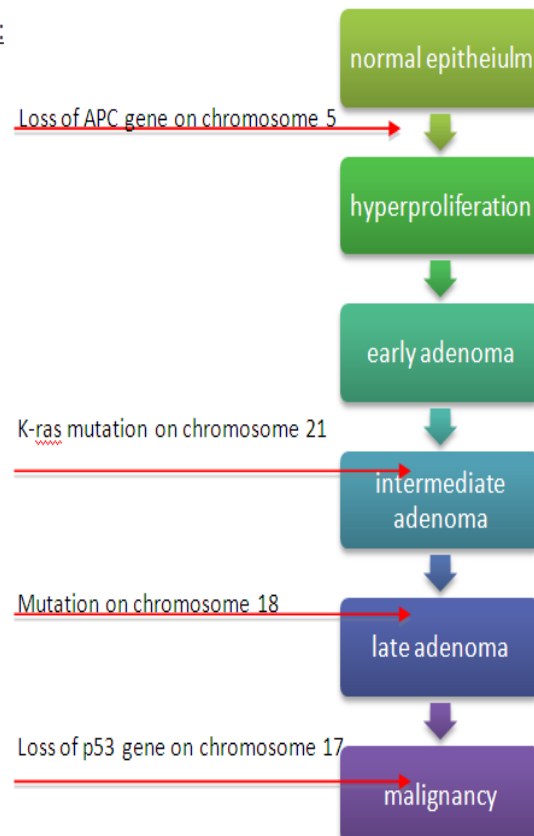 :
normal epitheiulm
Loss of APC gene on chromosome 5
hyperproliferation
early adenoma
K-ras mutation on chromosome 21
intermediate
adenoma
Mutation on chromosome 18
late adenoma
Loss of p53 gene on chromosome 17
malignancy